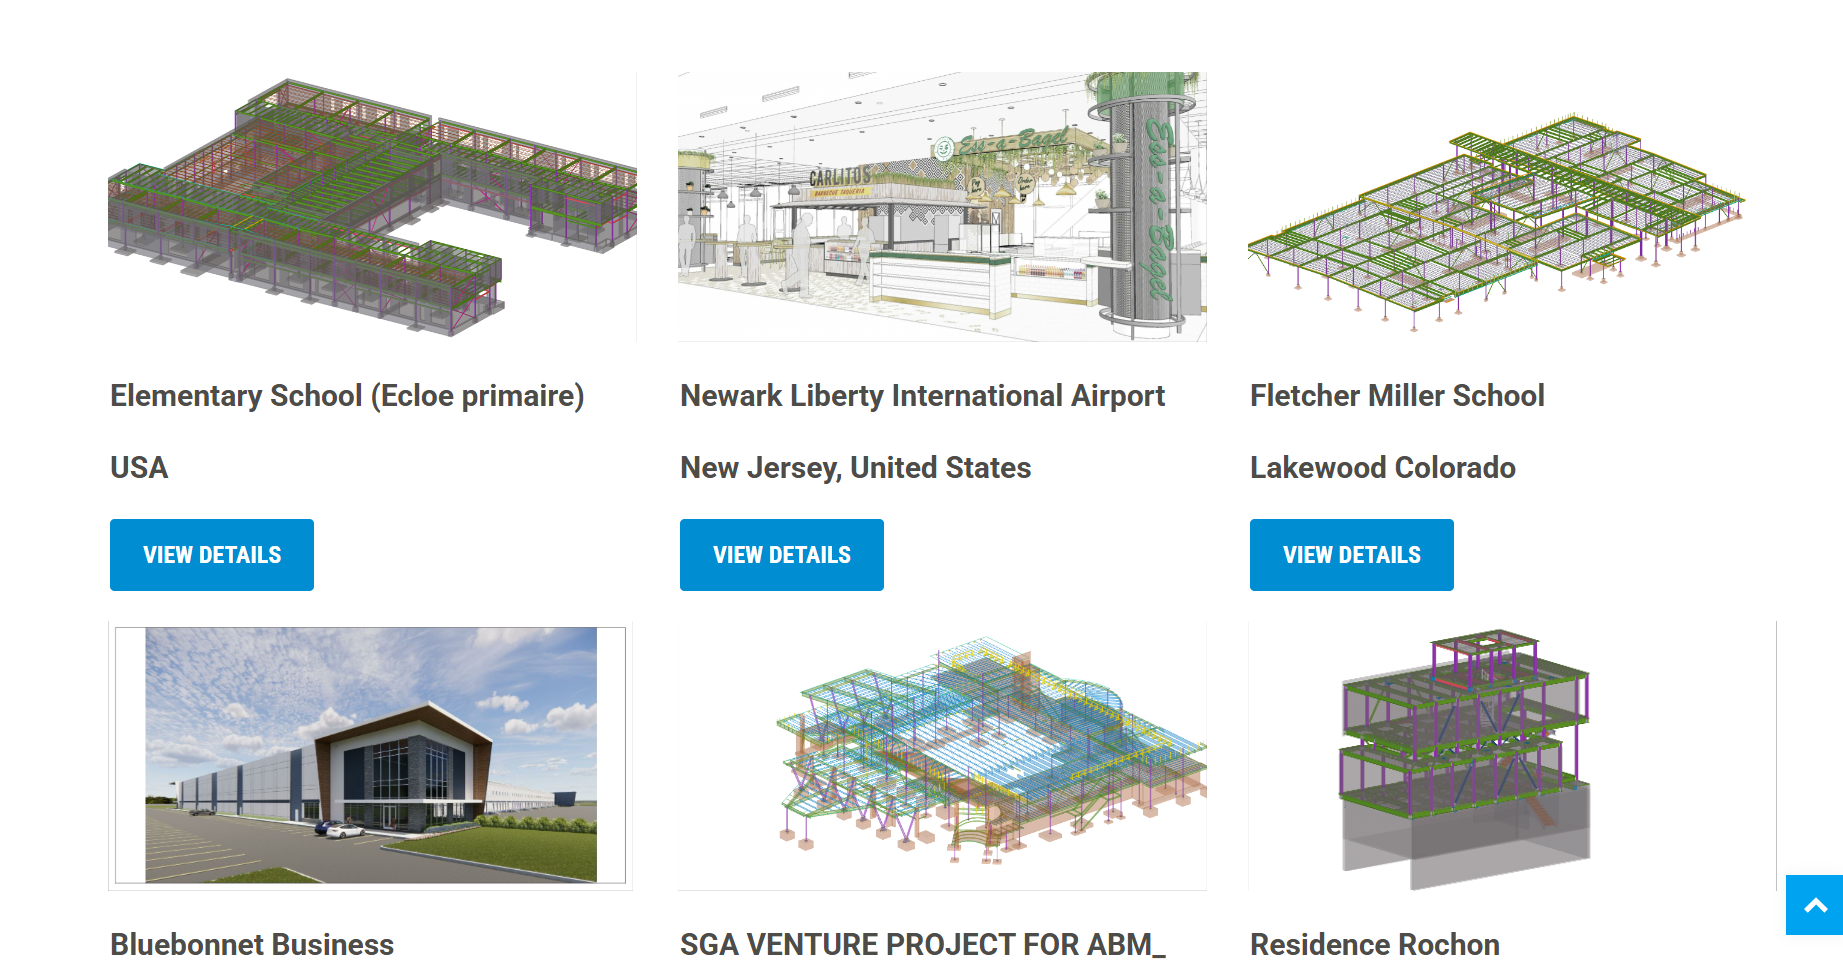 Ess-a-Bagel
CARLITOS
BARBECUE TAQUERIA
Ess-a-Bagel
Elementary School (Ecloe primaire)
Newark Liberty International Airport
Fletcher Miller School
USA
New Jersey, United States
Lakewood Colorado
VIEW DETAILS
VIEW DETAILS
VIEW DETAILS
Bluebonnet Business
SGA VENTURE PROJECT FOR ABM_
Residence Rochon